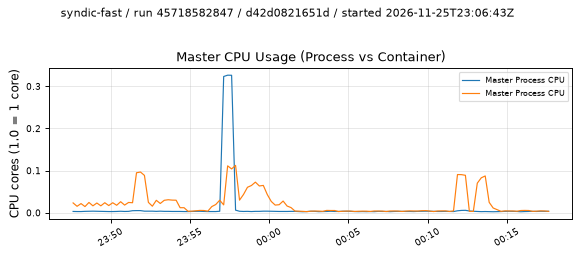 syndic-fast / run 45718582847 / d42d0821651d / started 2026-11-25T23:06:43Z
Master CPU Usage (Process vs Container)
CPU cores (1.0 = 1 core)
0.3
0.2
0.1
0.0
Master Process CPU
Master Process CPU
23:50
23:55
00:00
00:05
00:10
00:15